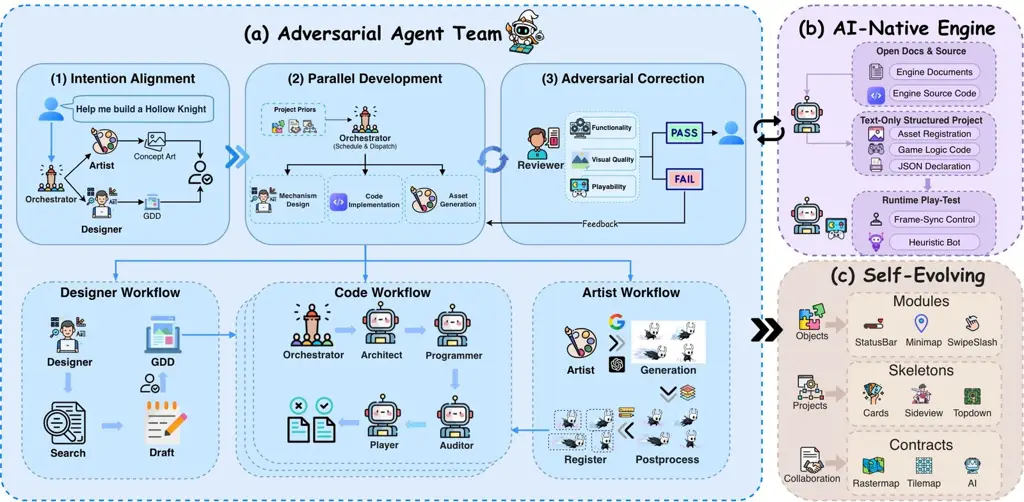 (a) Adversarial Agent Team
(1) Intention Alignment
Help me build a Hollow Knight
Artist
Concept Art
Orchestrator
Designer
GDD
(2) Parallel Development
Project Priors
Orchestrator
(Schedule & Dispatch)
Mechanism
Design
Code
Implementation
Asset
Generation
(3) Adversarial Correction
Reviewer
Functionality
Visual Quality
Playability
PASS
FAIL
Feedback
Designer Workflow
Designer
GDD
Search
Draft
Code Workflow
Orchestrator
Architect
Programmer
Player
Auditor
Artist Workflow
Artist
Generation
Register
Postprocess
(b) AI-Native Engine
Open Docs & Source
Engine Documents
Engine Source Code
Text-Only Structured Project
Asset Registration
Game Logic Code
JSON Declaration
Runtime Play-Test
Frame-Sync Control
Heuristic Bot
(c) Self-Evolving
Objects
Modules
StatusBar
Minimap
SwipeSlash
Projects
Skeletons
Cards
Sideview
Topdown
Collaboration
Contracts
Rastermap
Tilemap
AI